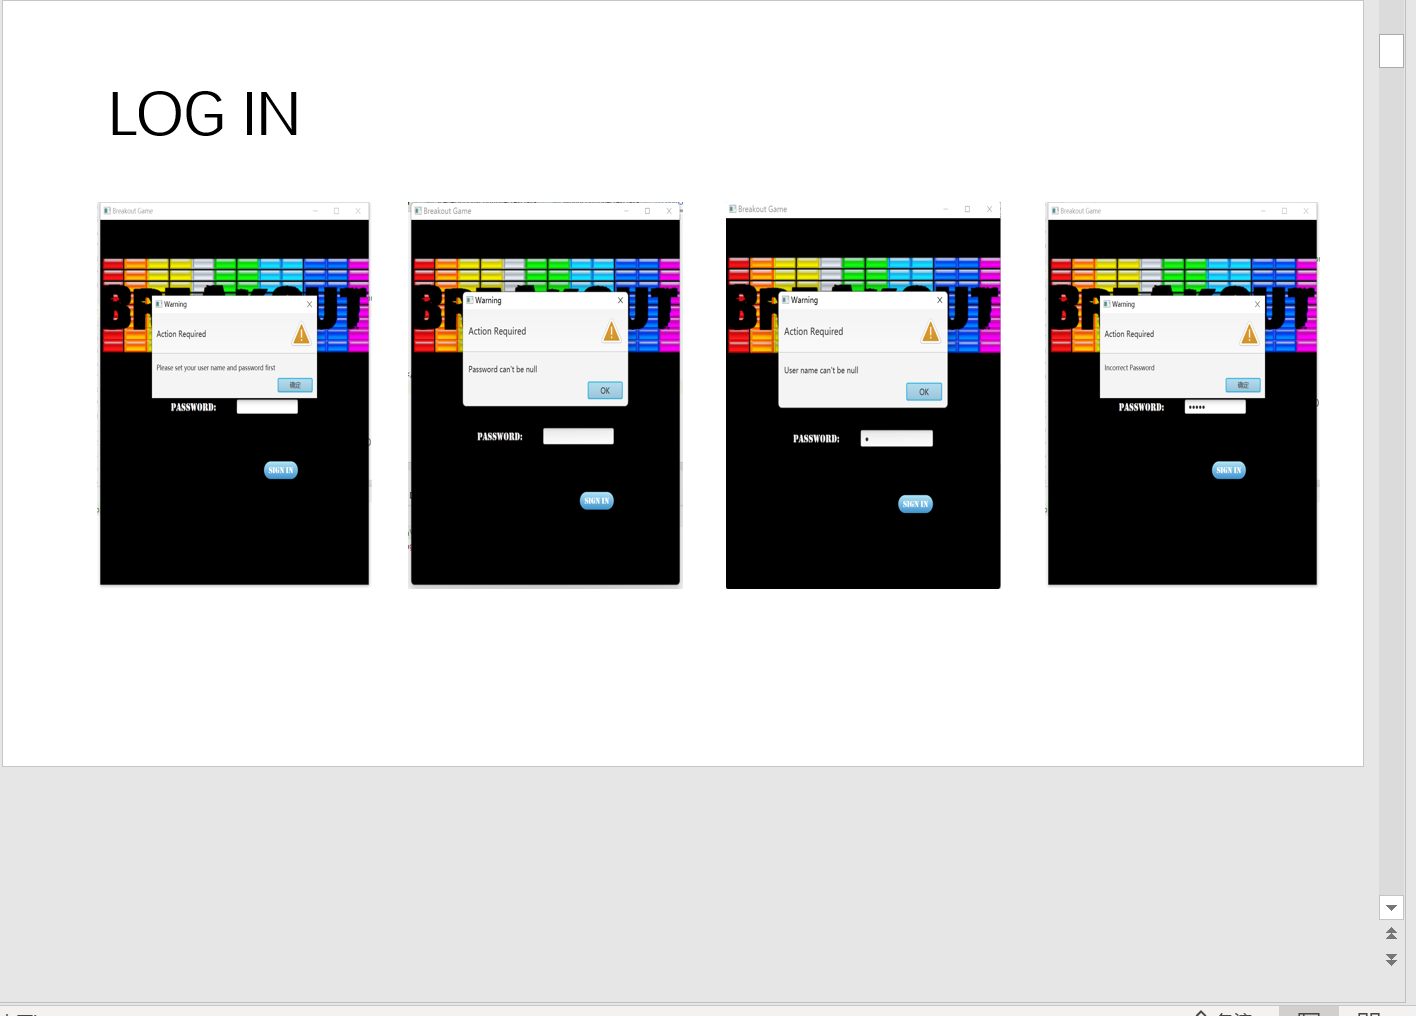 LOG IN
Breakout Game
Warning
Action Required
Please set your user name and password first
确定
PASSWORD:
SIGN IN
Breakout Game
Warning
Action Required
Password can't be null
OK
PASSWORD:
SIGN IN
Breakout Game
Warning
Action Required
User name can't be null
OK
PASSWORD:
SIGN IN
Breakout Game
Warning
Action Required
Incorrect Password
确定
PASSWORD:
SIGN IN